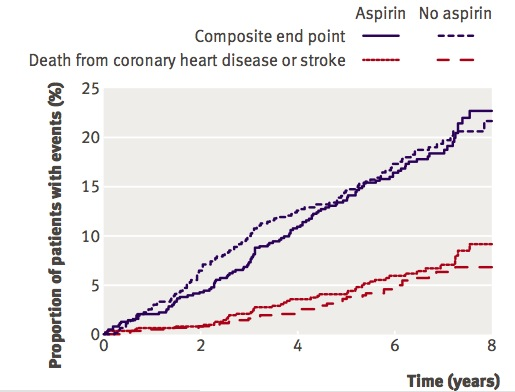 Aspirin No aspirin
Composite end point
Death from coronary heart disease or stroke
Proportion of patients with events (%)
25
20
15
10
5
0
0 2 4 6 8
Time (years)